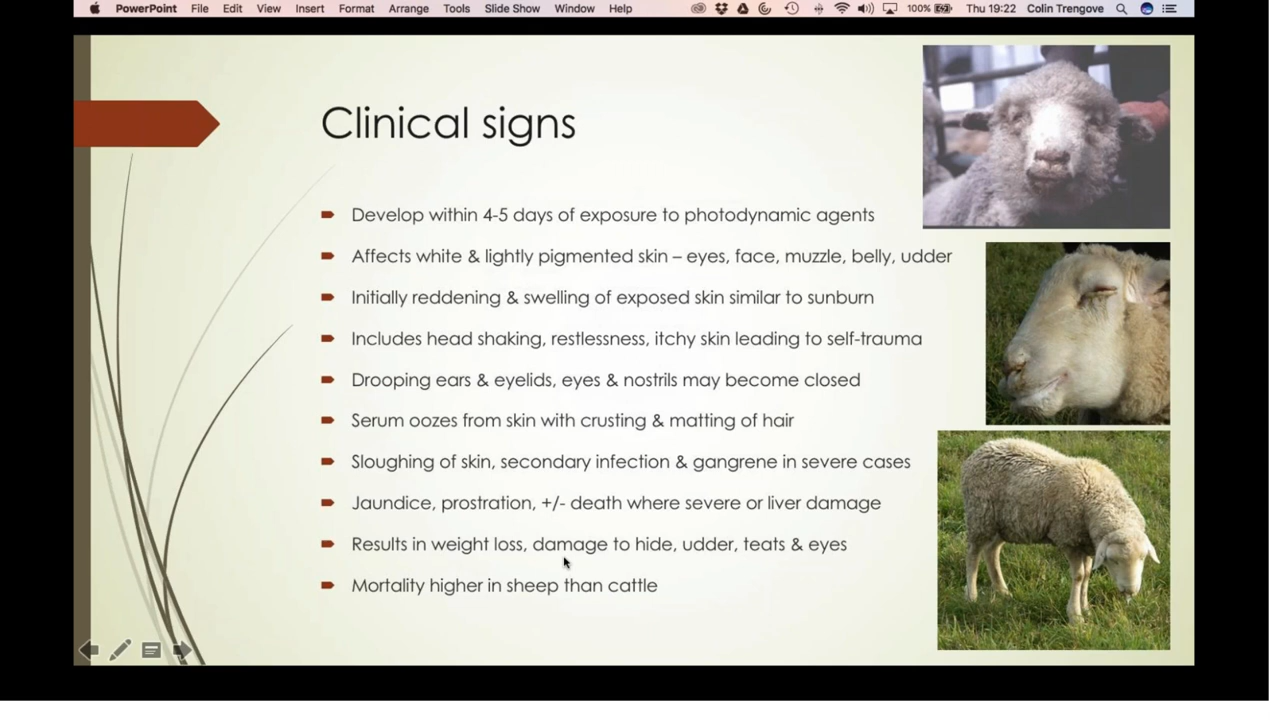 PowerPoint File Edit View Insert Format Arrange Tools Slide Show Window Help 100% Thu 19:22 Colin Trengove
Clinical signs
Develop within 4-5 days of exposure to photodynamic agents
Affects white & lightly pigmented skin – eyes, face, muzzle, belly, udder
Initially reddening & swelling of exposed skin similar to sunburn
Includes head shaking, restlessness, itchy skin leading to self-trauma
Drooping ears & eyelids, eyes & nostrils may become closed
Serum oozes from skin with crusting & matting of hair
Sloughing of skin, secondary infection & gangrene in severe cases
Jaundice, prostration, +/- death where severe or liver damage
Results in weight loss, damage to hide, udder, teats & eyes
Mortality higher in sheep than cattle